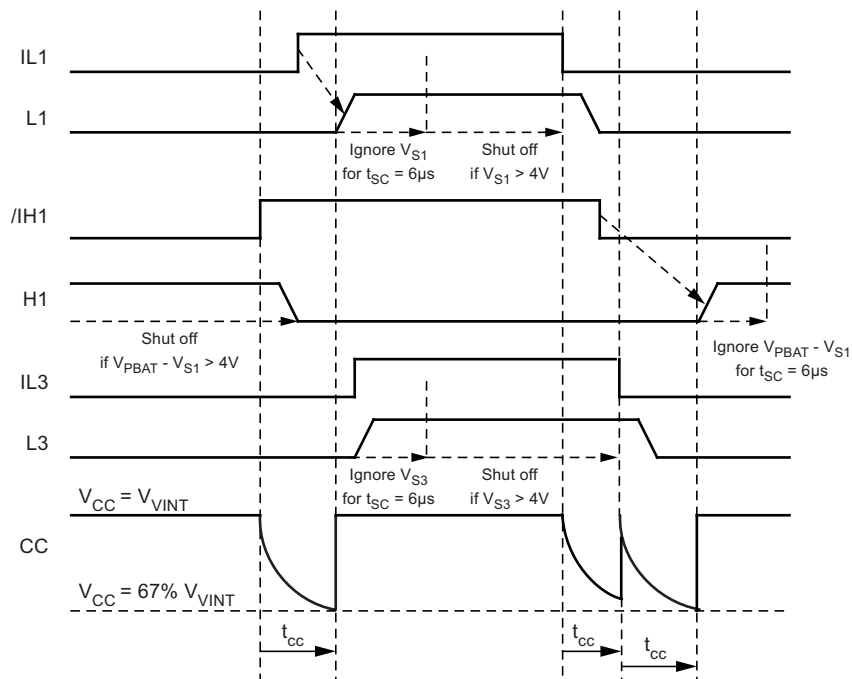 IL1
L1
Ignore VS1
for tSC = 6µs
Shut off
if VS1 > 4V
/IH1
H1
Shut off
if VPBAT - VS1 > 4V
Ignore VPBAT - VS1
for tSC = 6µs
IL3
L3
Ignore VS3
for tSC = 6µs
Shut off
if VS3 > 4V
VCC = VVINT
CC
VCC = 67% VVINT
tcc
tcc
tcc